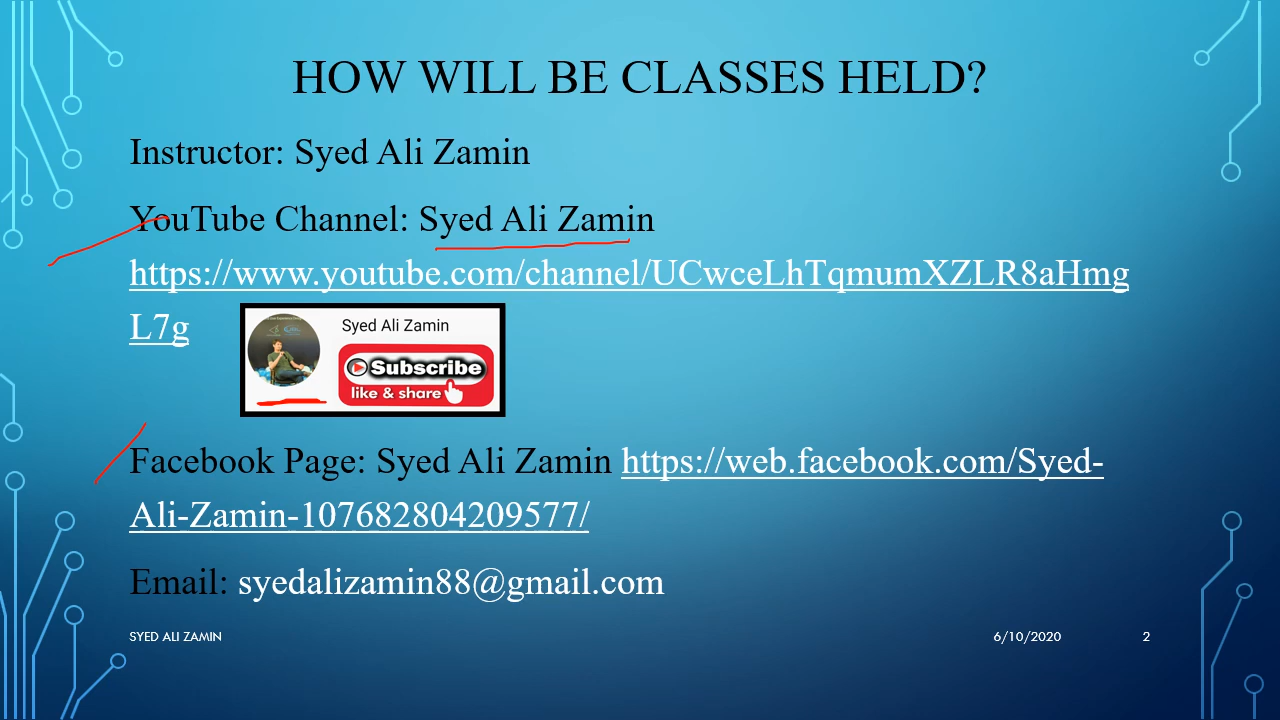 HOW WILL BE CLASSES HELD?
Instructor: Syed Ali Zamin
YouTube Channel: Syed Ali Zamin
https://www.youtube.com/channel/UCwceLhTqmumXZLR8aHmg
L7g
Syed Ali Zamin
Subscribe
like & share
Facebook Page: Syed Ali Zamin https://web.facebook.com/Syed-
Ali-Zamin-107682804209577/
Email: syedalizamin88@gmail.com
SYED ALI ZAMIN 6/10/2020 2